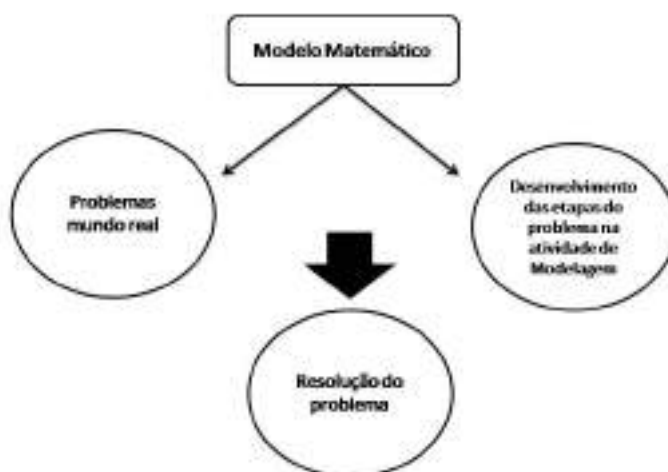 Modelo Matemático
Problemas
mundo real
Desenvolvimento
das etapas do
problema na
atividade de
Modelagem
Resolução do
problema